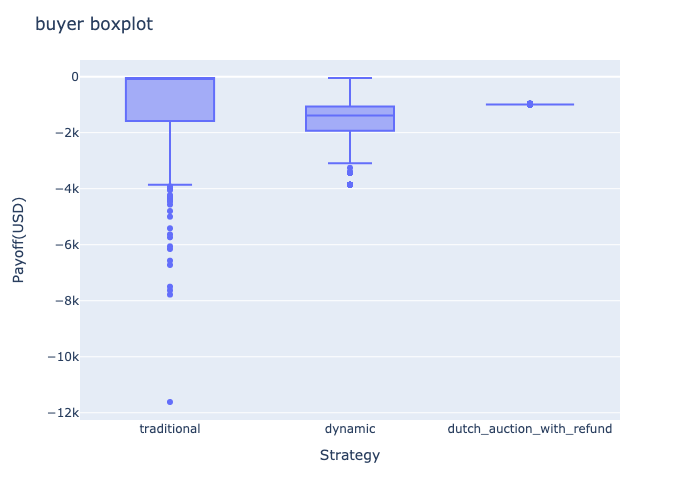 buyer boxplot
0
−2k
−4k
−6k
−8k
−10k
−12k
Payoff(USD)
traditional
dynamic
dutch_auction_with_refund
Strategy